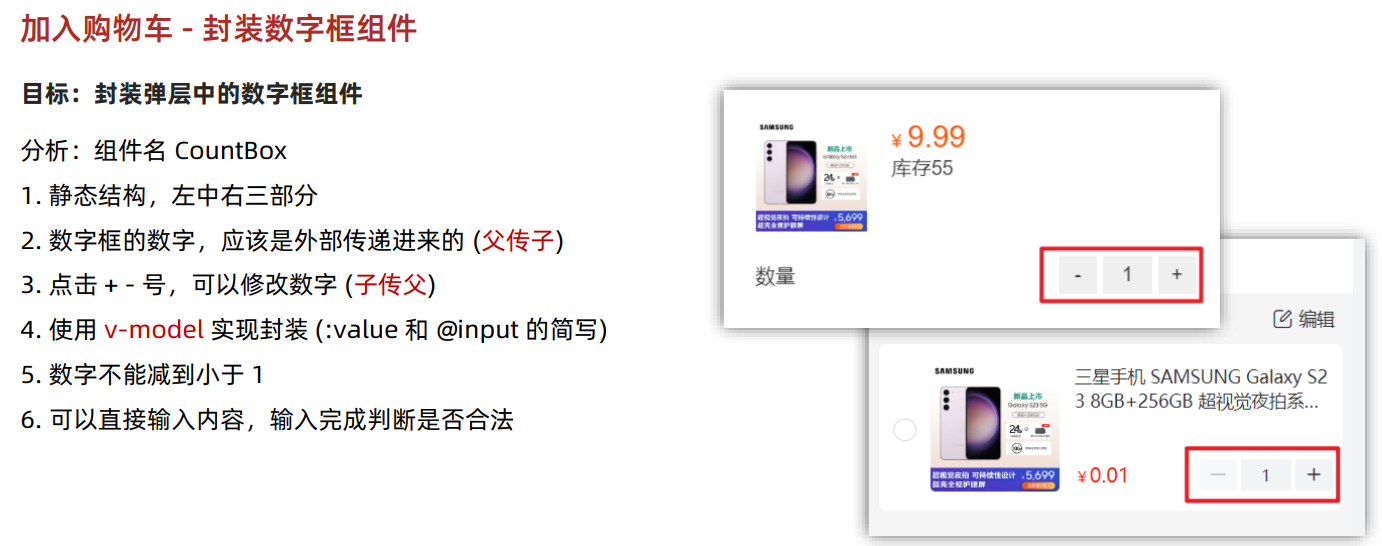 加入购物车 - 封装数字框组件
目标：封装弹层中的数字框组件
分析：组件名 CountBox
1. 静态结构，左中右三部分
2. 数字框的数字，应该是外部传递进来的 (父传子)
3. 点击 + - 号，可以修改数字 (子传父)
4. 使用 v-model 实现封装 (:value 和 @input 的简写)
5. 数字不能减到小于 1
6. 可以直接输入内容，输入完成判断是否合法
SAMSUNG
新品上市
Galaxy S23 5G
24期
超视觉夜拍 可持续性设计
超亮全视护眼屏
5,699
¥ 9.99
库存55
数量
- 1 +
编辑
SAMSUNG
新品上市
Galaxy S23 5G
24期
超视觉夜拍 可持续性设计
超亮全视护眼屏
5,699
三星手机 SAMSUNG Galaxy S2
3 8GB+256GB 超视觉夜拍系...
¥0.01
— 1 +